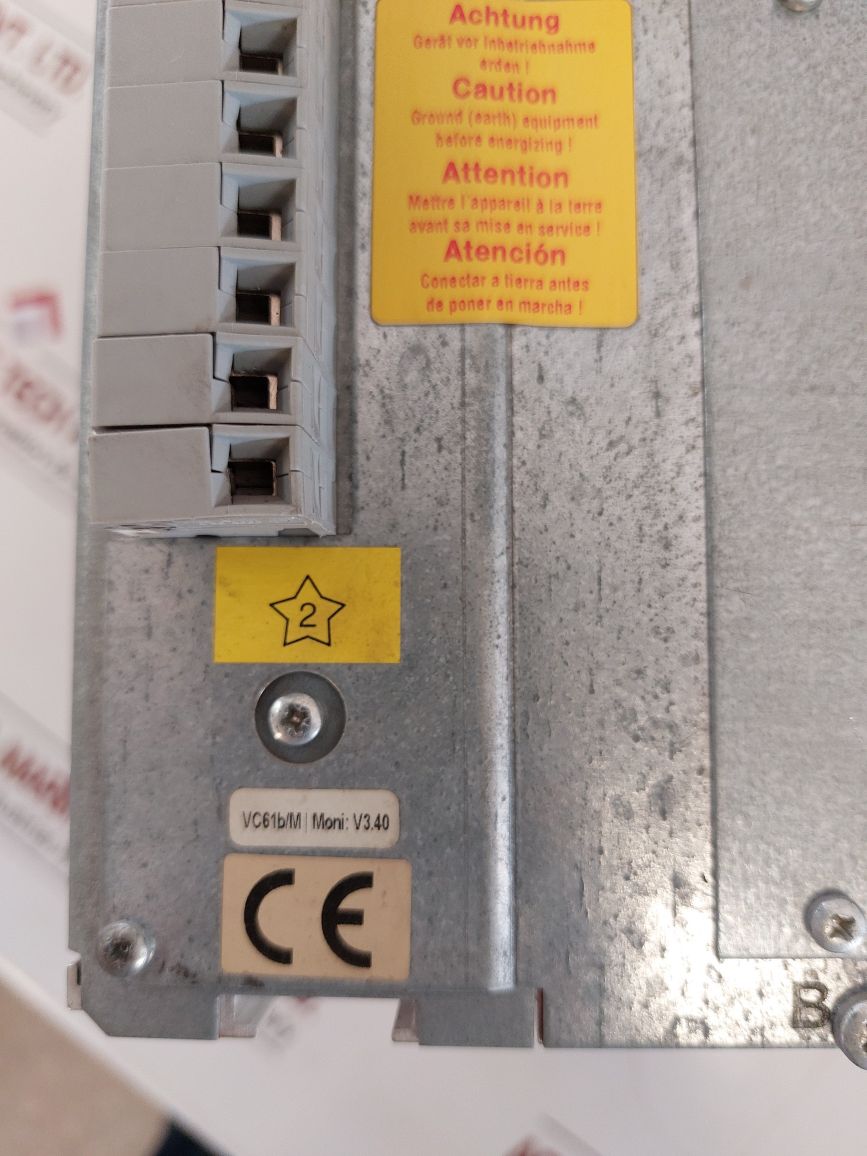 Achtung
Gerät vor Inbetriebnahme
erden !
Caution
Ground (earth) equipment
before energizing !
Attention
Mettre l'appareil à la terre
avant sa mise en service !
Atención
Conectar a tierra antes
de poner en marcha !
2
VC61b/M | Moni: V3.40
CE
B
TECH